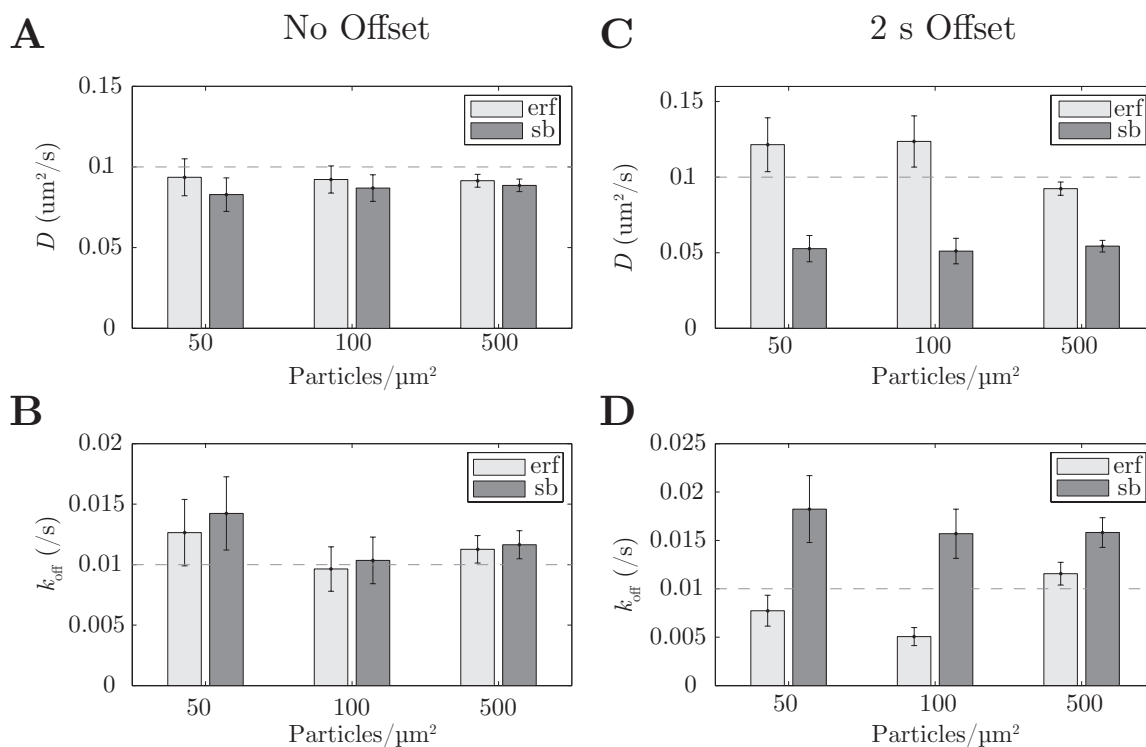 A
No Offset
0.15
0.1
0.05
0
D (um²/s)
erf
sb
50
100
500
Particles/µm²
C
2 s Offset
0.15
0.1
0.05
0
D (um²/s)
erf
sb
50
100
500
Particles/µm²
B
0.02
0.015
0.01
0.005
0
k_off (/s)
erf
sb
50
100
500
Particles/µm²
D
0.025
0.02
0.015
0.01
0.005
0
k_off (/s)
erf
sb
50
100
500
Particles/µm²